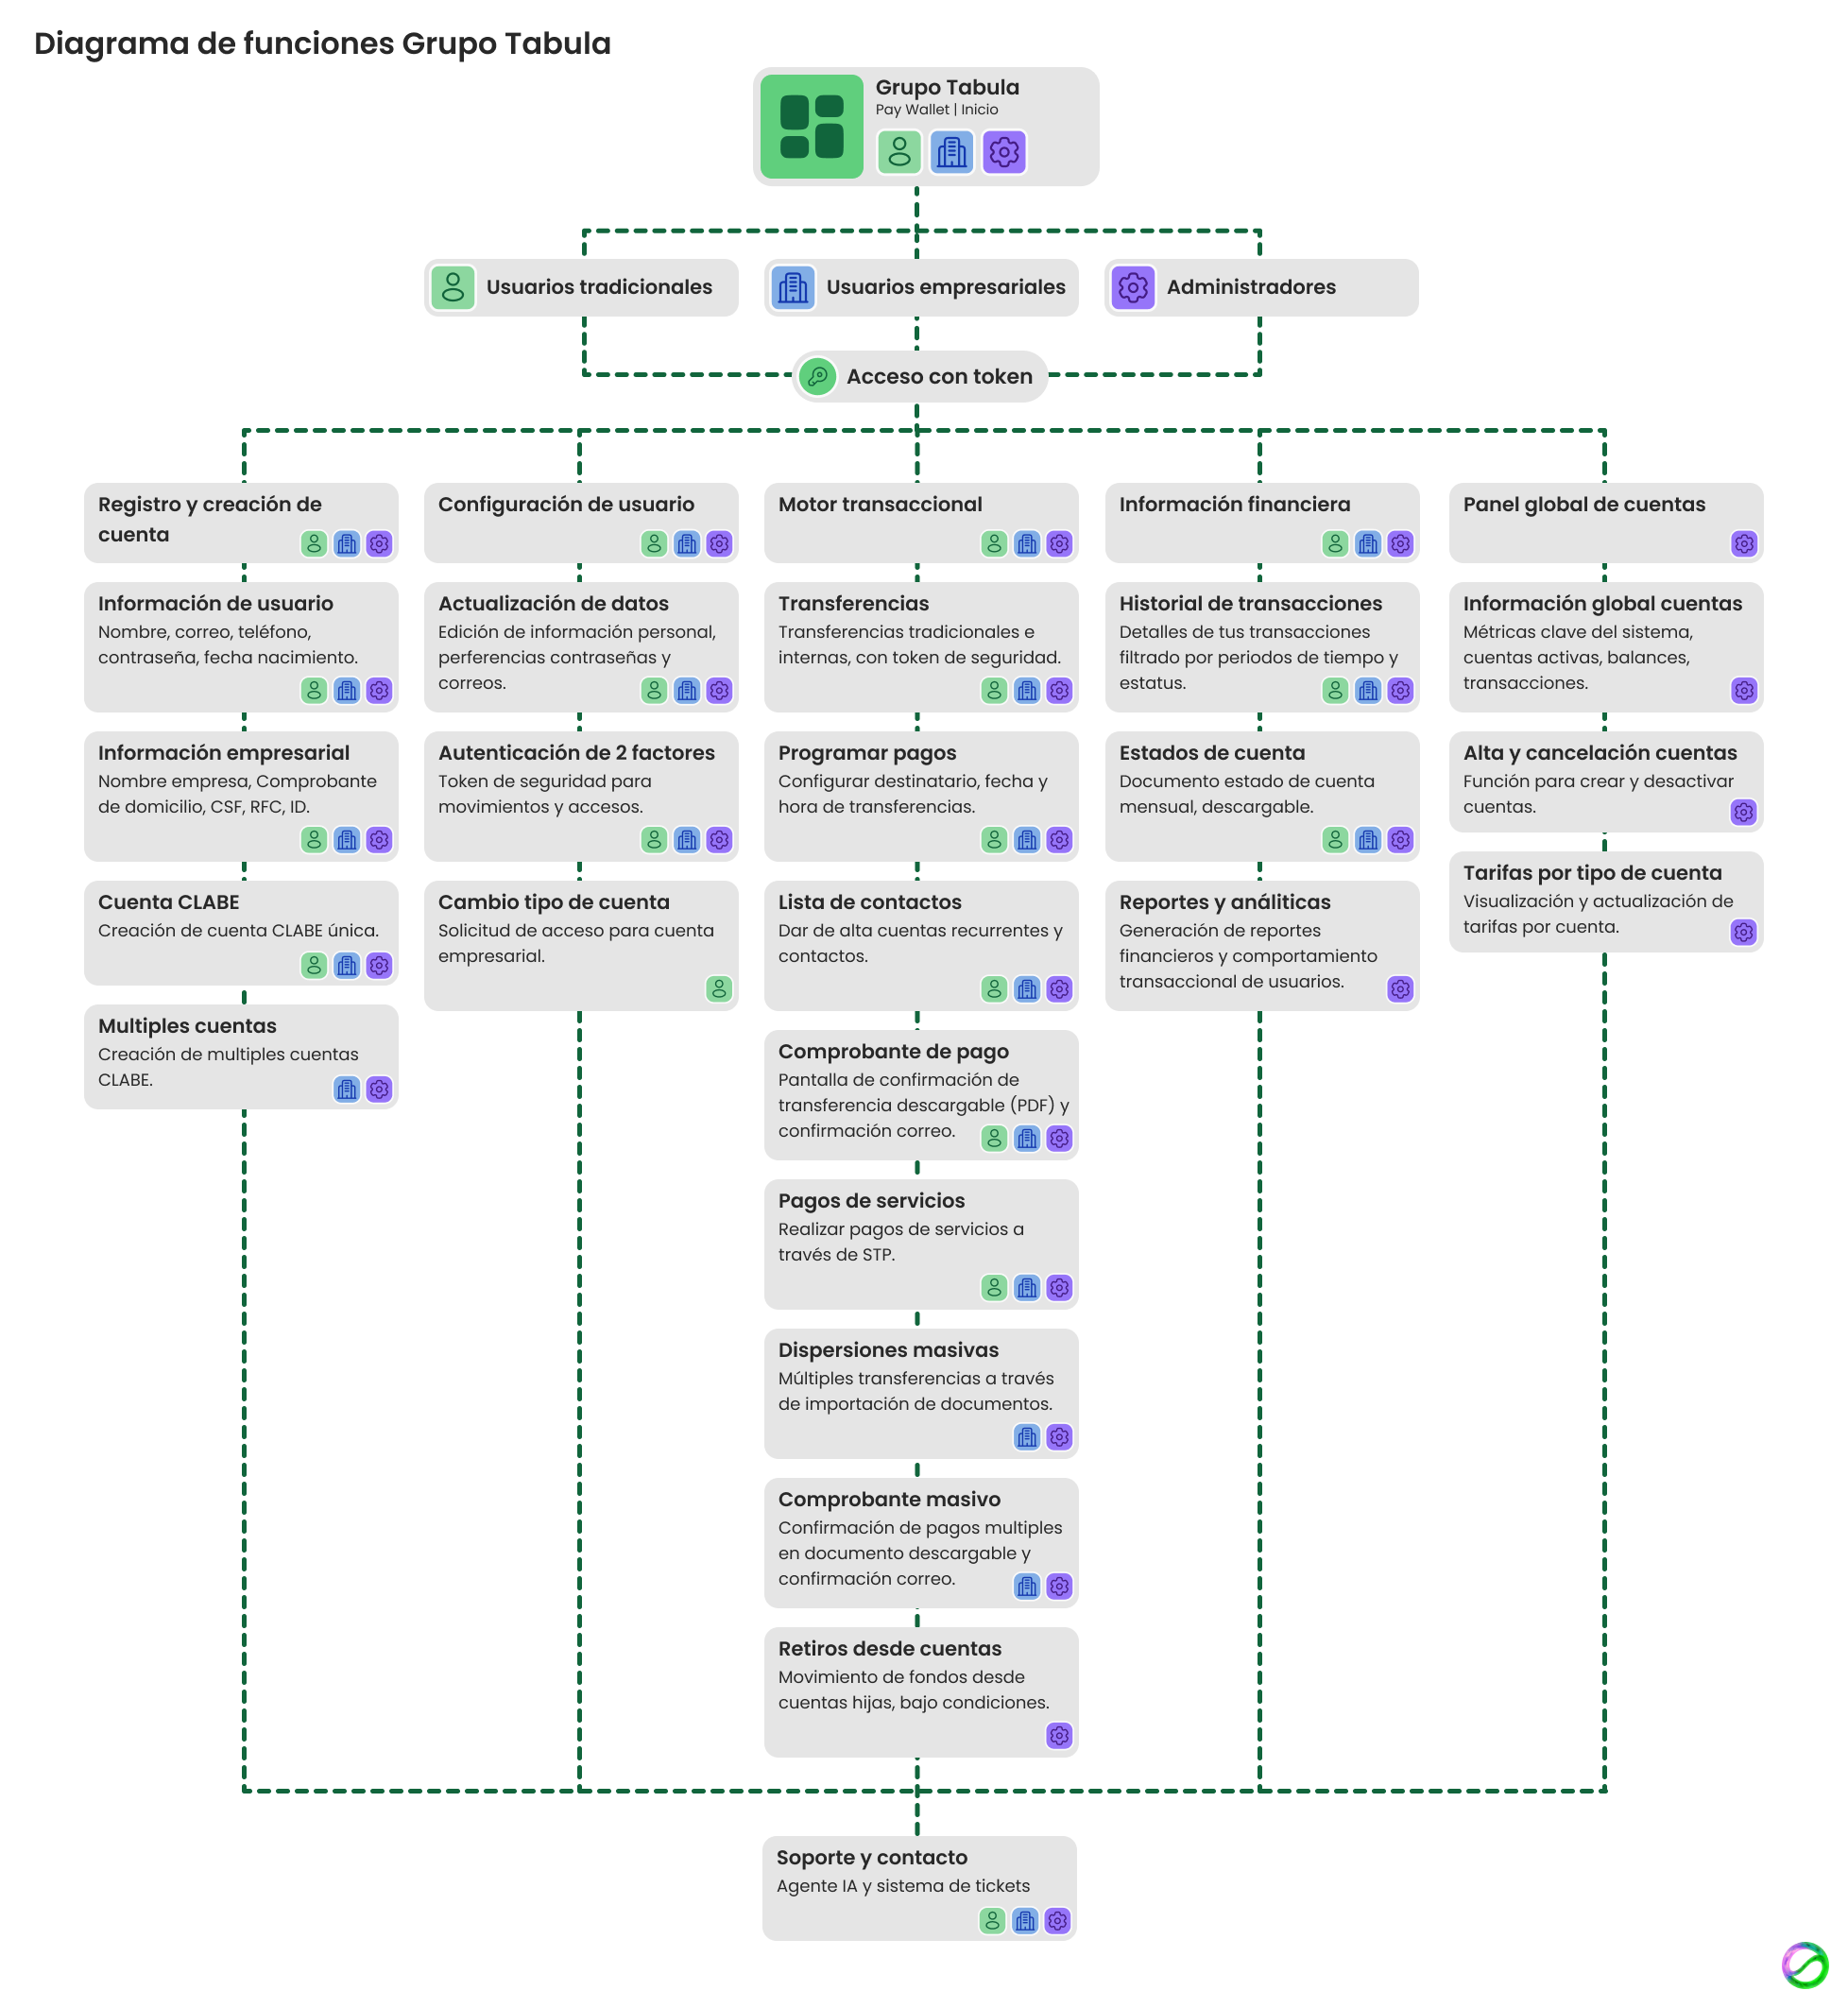 Diagrama de funciones Grupo Tabula
Grupo Tabula
Pay Wallet | Inicio
Usuarios tradicionales
Usuarios empresariales
Administradores
Acceso con token
Registro y creación de
cuenta
Información de usuario
Nombre, correo, teléfono,
contraseña, fecha nacimiento.
Información empresarial
Nombre empresa, Comprobante
de domicilio, CSF, RFC, ID.
Cuenta CLABE
Creación de cuenta CLABE única.
Multiples cuentas
Creación de multiples cuentas
CLABE.
Configuración de usuario
Actualización de datos
Edición de información personal,
perferencias contraseñas y
correos.
Autenticación de 2 factores
Token de seguridad para
movimientos y accesos.
Cambio tipo de cuenta
Solicitud de acceso para cuenta
empresarial.
Motor transaccional
Transferencias
Transferencias tradicionales e
internas, con token de seguridad.
Programar pagos
Configurar destinatario, fecha y
hora de transferencias.
Lista de contactos
Dar de alta cuentas recurrentes y
contactos.
Comprobante de pago
Pantalla de confirmación de
transferencia descargable (PDF) y
confirmación correo.
Pagos de servicios
Realizar pagos de servicios a
través de STP.
Dispersiones masivas
Múltiples transferencias a través
de importación de documentos.
Comprobante masivo
Confirmación de pagos multiples
en documento descargable y
confirmación correo.
Retiros desde cuentas
Movimiento de fondos desde
cuentas hijas, bajo condiciones.
Información financiera
Historial de transacciones
Detalles de tus transacciones
filtrado por periodos de tiempo y
estatus.
Estados de cuenta
Documento estado de cuenta
mensual, descargable.
Reportes y análiticas
Generación de reportes
financieros y comportamiento
transaccional de usuarios.
Panel global de cuentas
Información global cuentas
Métricas clave del sistema,
cuentas activas, balances,
transacciones.
Alta y cancelación cuentas
Función para crear y desactivar
cuentas.
Tarifas por tipo de cuenta
Visualización y actualización de
tarifas por cuenta.
Soporte y contacto
Agente IA y sistema de tickets